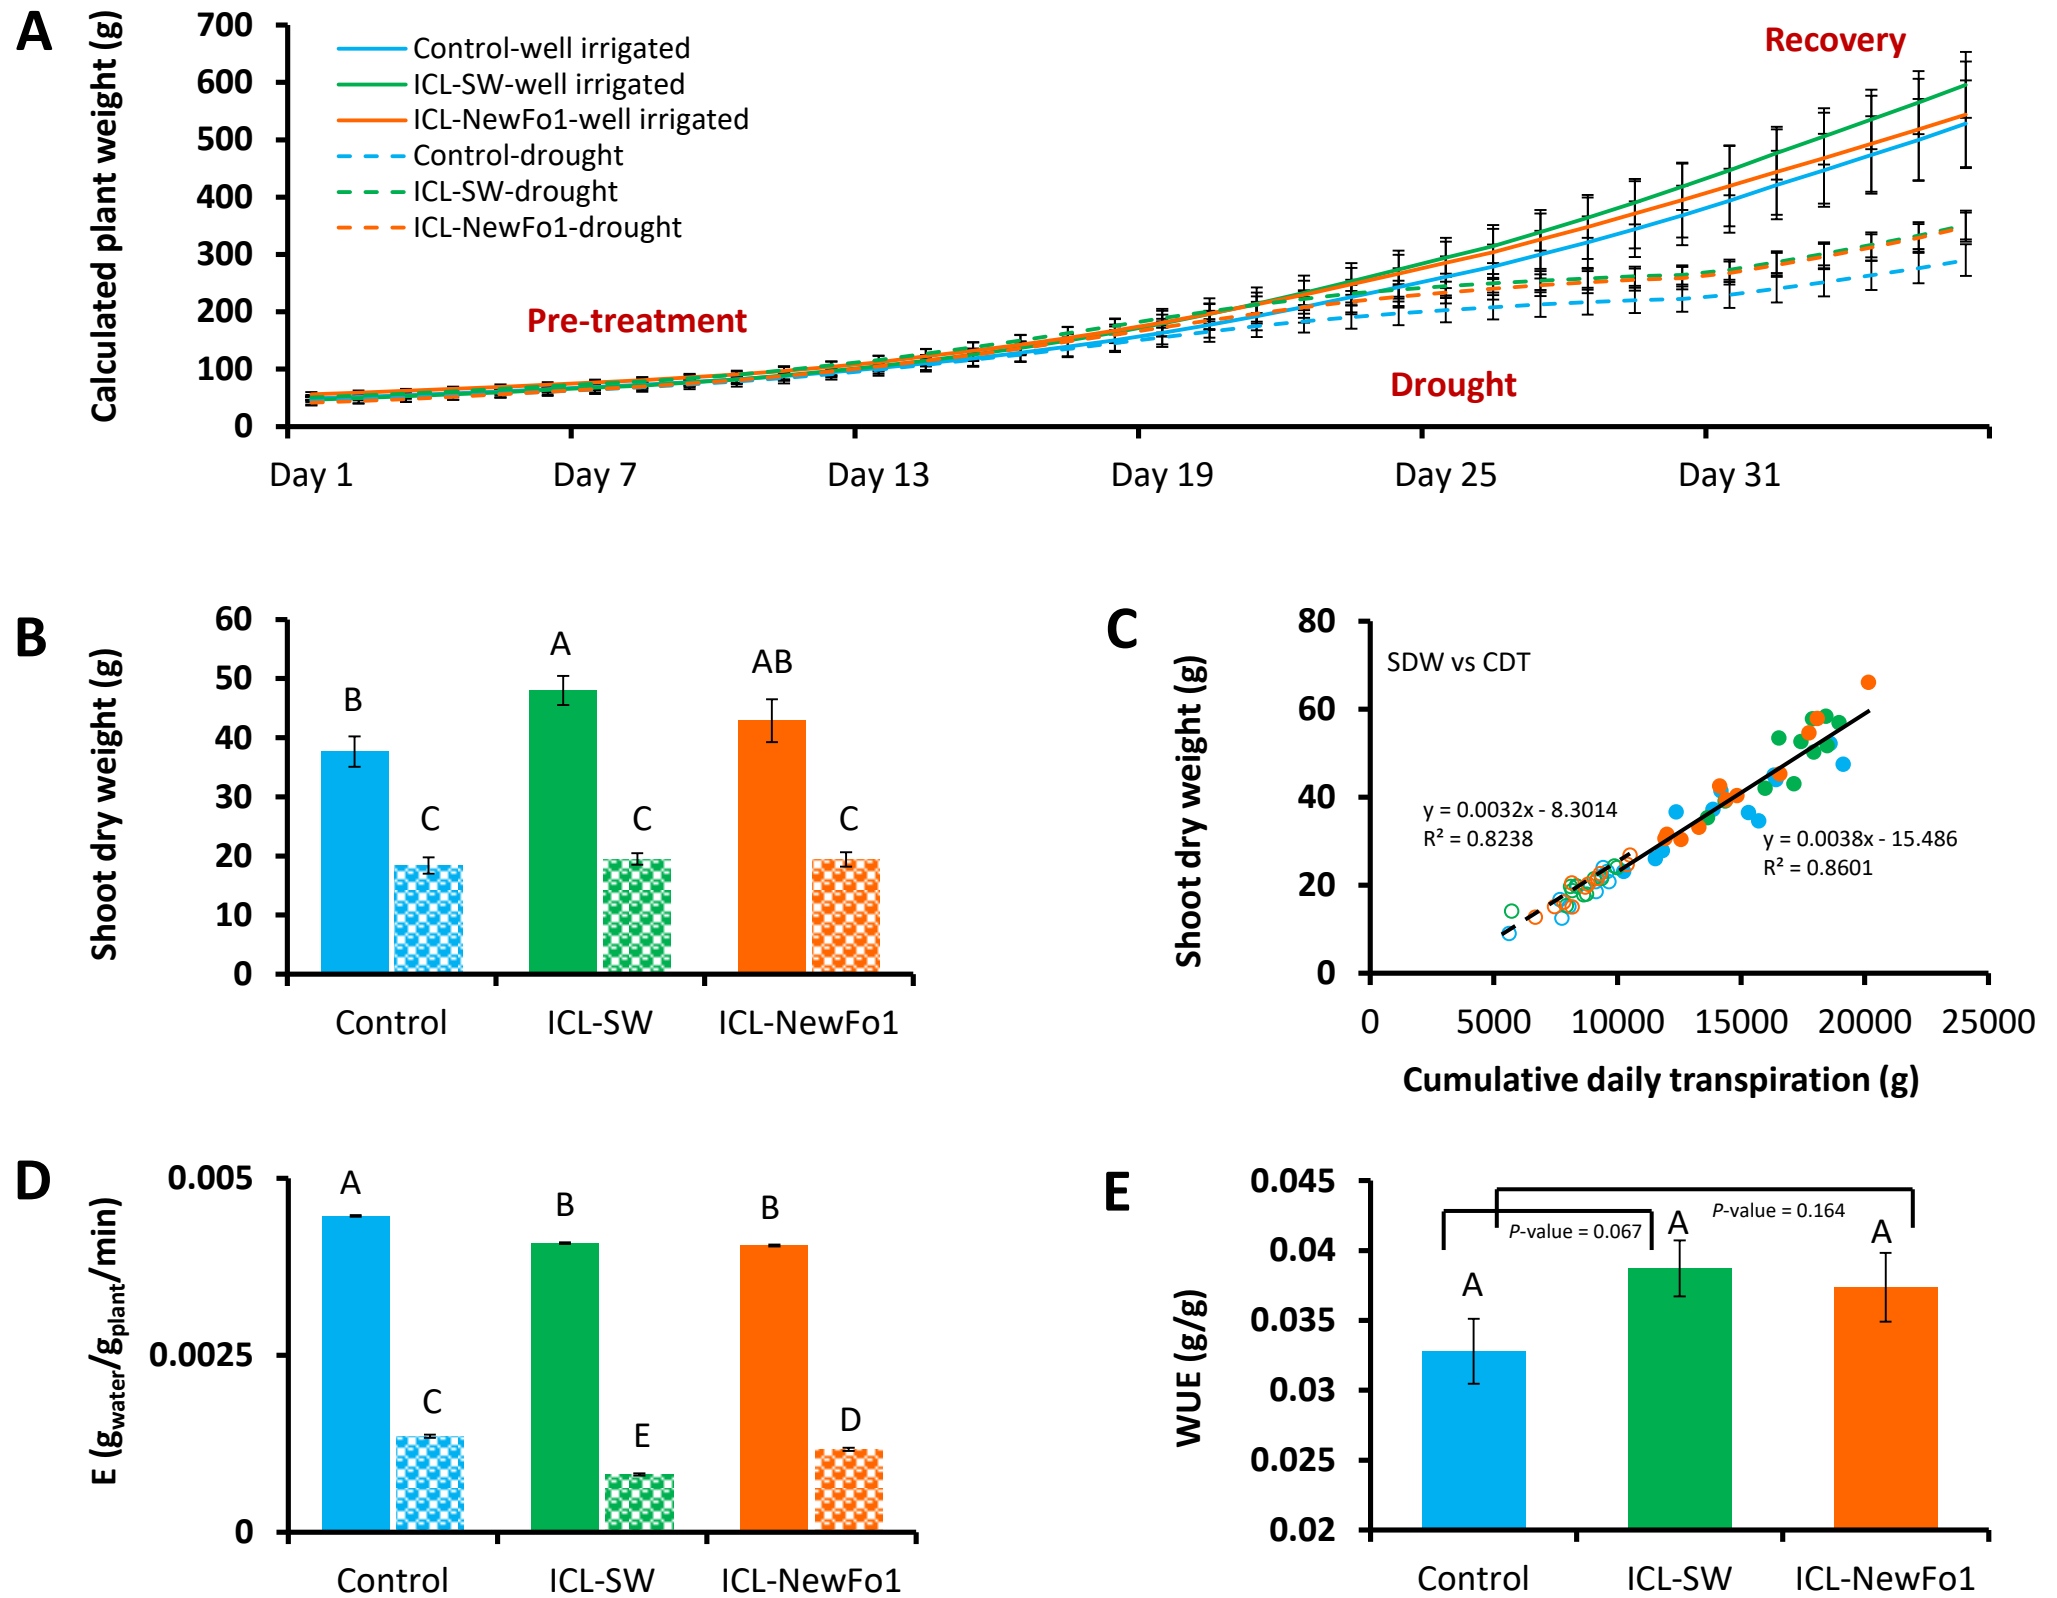 A
Calculated plant weight (g)
700
600
500
400
300
200
100
0
Control-well irrigated
ICL-SW-well irrigated
ICL-NewFo1-well irrigated
Control-drought
ICL-SW-drought
ICL-NewFo1-drought
Pre-treatment
Recovery
Drought
Day 1
Day 7
Day 13
Day 19
Day 25
Day 31
B
Shoot dry weight (g)
60
50
40
30
20
10
0
B
C
A
C
AB
C
Control
ICL-SW
ICL-NewFo1
C
Shoot dry weight (g)
80
60
40
20
0
SDW vs CDT
y = 0.0032x - 8.3014
R² = 0.8238
y = 0.0038x - 15.486
R² = 0.8601
0
5000
10000
15000
20000
25000
Cumulative daily transpiration (g)
D
E (gwater/gplant/min)
0.005
0.0025
0
A
C
B
E
B
D
Control
ICL-SW
ICL-NewFo1
E
WUE (g/g)
0.045
0.04
0.035
0.03
0.025
0.02
P-value = 0.067
P-value = 0.164
A
A
A
Control
ICL-SW
ICL-NewFo1